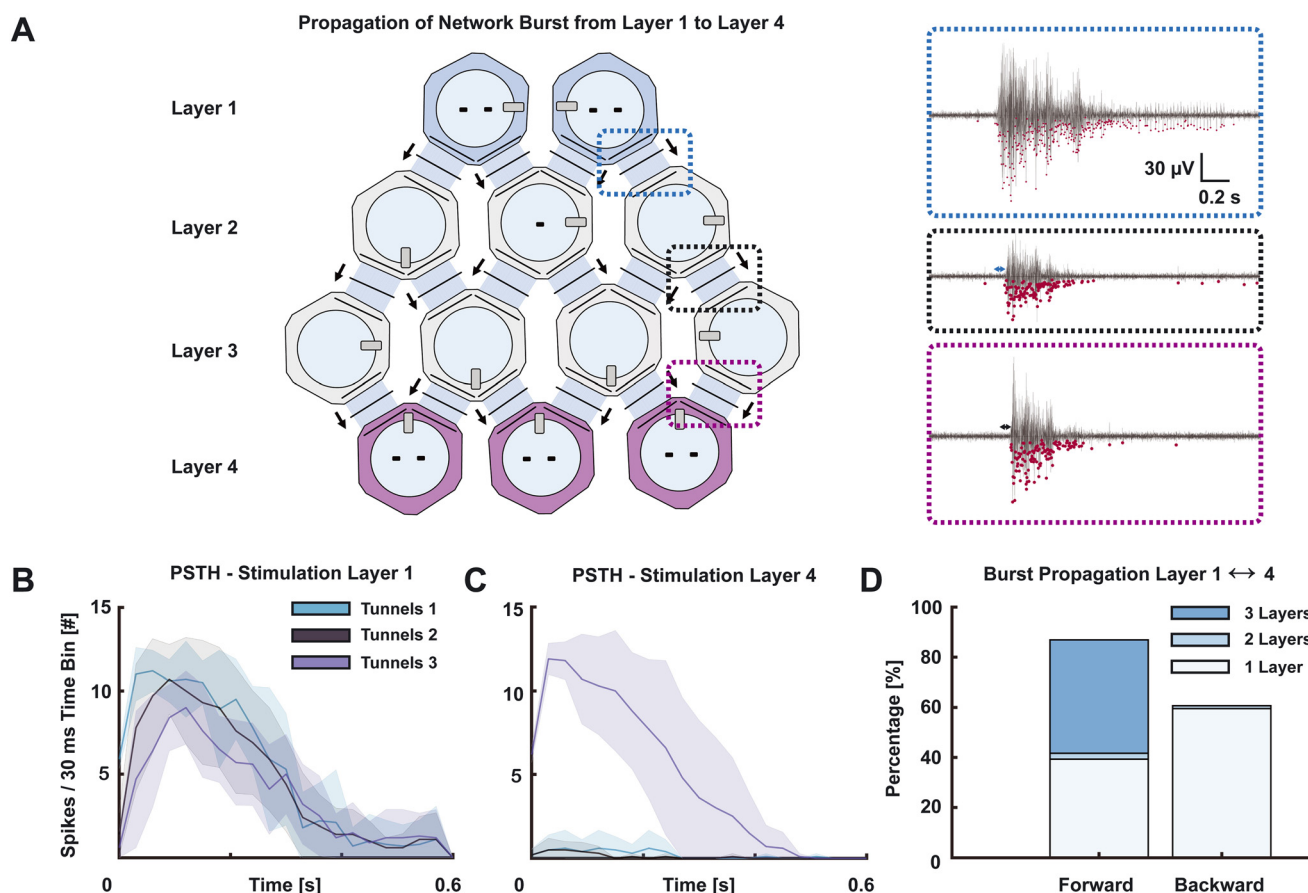 A
Propagation of Network Burst from Layer 1 to Layer 4
Layer 1
Layer 2
Layer 3
Layer 4
30 µV
0.2 s
B
PSTH - Stimulation Layer 1
Spikes / 30 ms Time Bin [#]
15
10
5
0
Time [s]
0.6
Tunnels 1
Tunnels 2
Tunnels 3
C
PSTH - Stimulation Layer 4
15
10
5
0
Time [s]
0.6
D
Burst Propagation Layer 1 ↔ 4
Percentage [%]
100
80
60
40
20
0
3 Layers
2 Layers
1 Layer
Forward
Backward